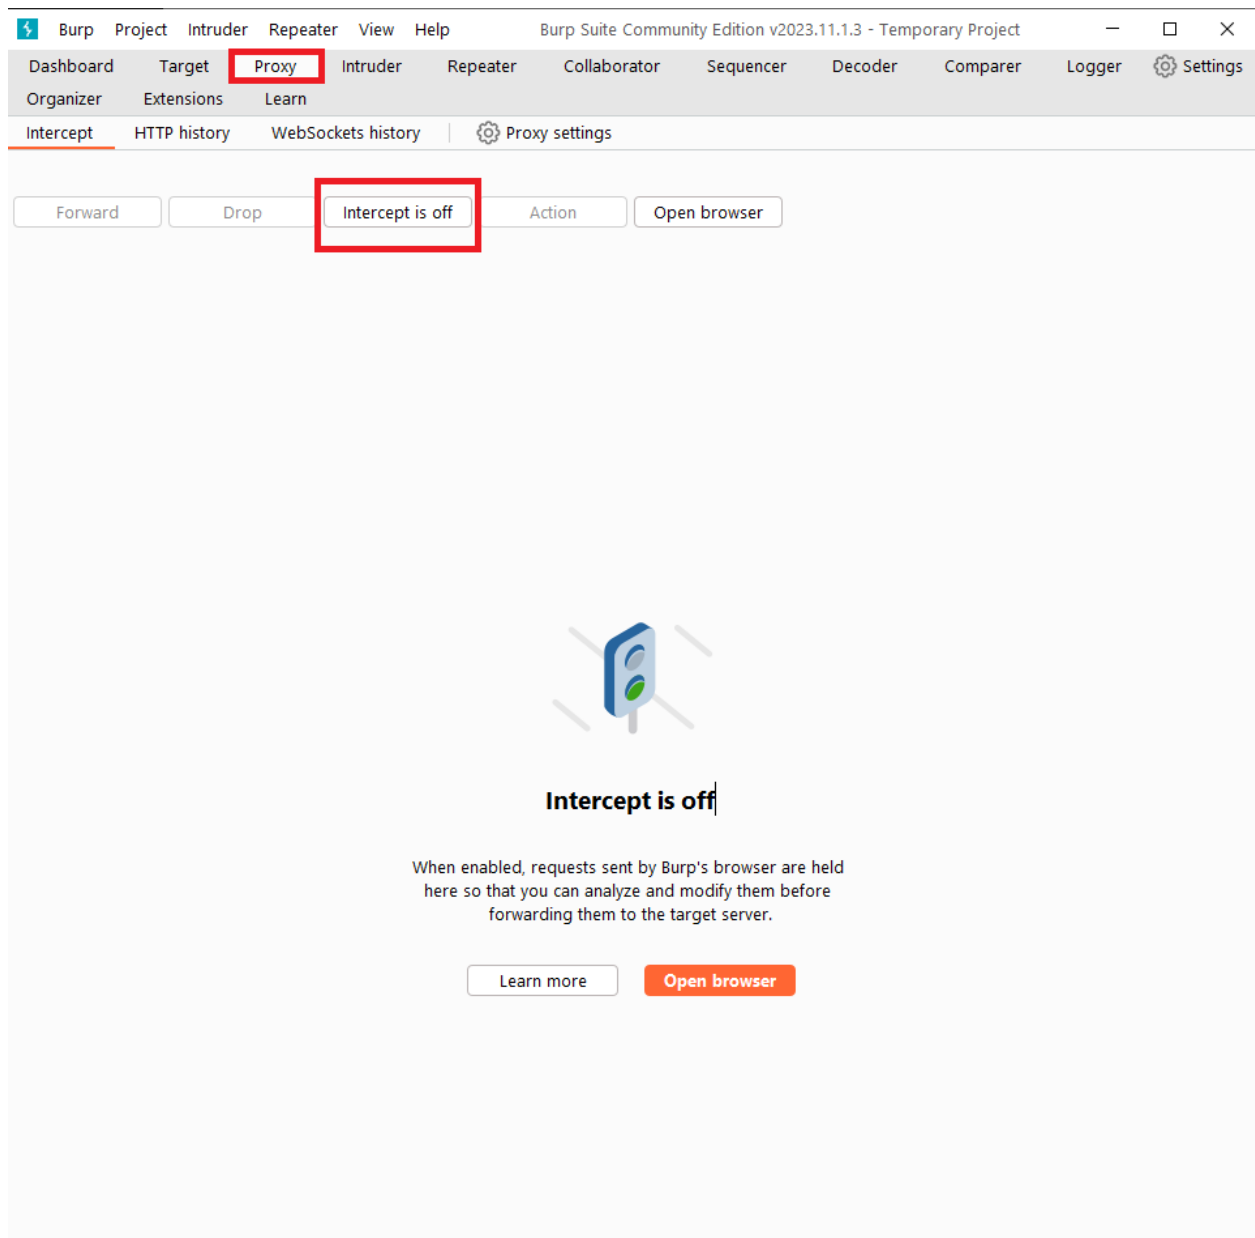 Burp Project Intruder Repeater View Help Burp Suite Community Edition v2023.11.1.3 - Temporary Project
Dashboard Target Proxy Intruder Repeater Collaborator Sequencer Decoder Comparer Logger Settings
Organizer Extensions Learn
Intercept HTTP history WebSockets history Proxy settings
Forward Drop Intercept is off Action Open browser
Intercept is off
When enabled, requests sent by Burp's browser are held
here so that you can analyze and modify them before
forwarding them to the target server.
Learn more Open browser